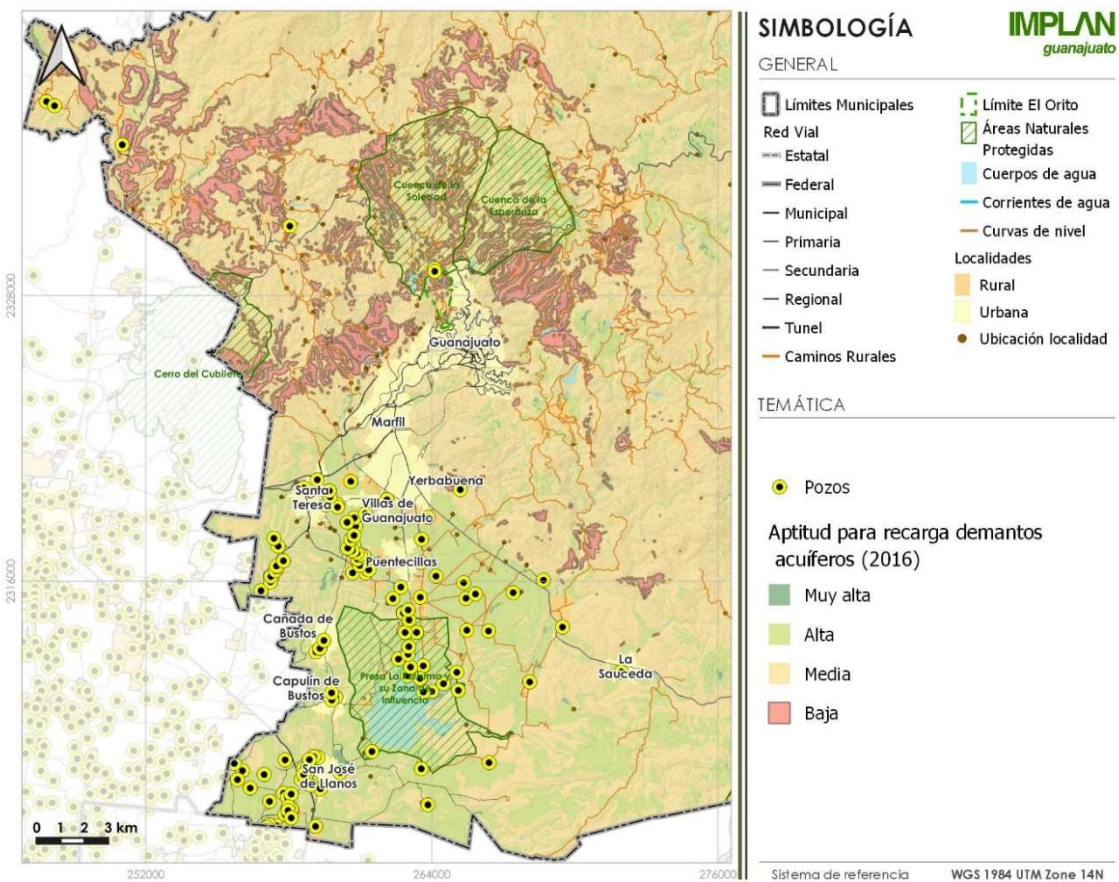 Cuenca de la
Soledad
Cuenca de la
Esperanza
2328000
Guanajuato
Cerro del Cubilete
Marfil
Santa
Teresa
Yerbabuena
Villas de
Guanajuato
Puentecillas
2316000
Cañada de
Bustos
La
Sauceda
Capulín de
Bustos
Presa La Purísima y
su Zona de
Influencia
San José
de Llanos
0 1 2 3 km
252000
264000
276000
SIMBOLOGÍA
IMPLAN
guanajuato
GENERAL
Límites Municipales
Red Vial
Estatal
Federal
Municipal
Primaria
Secundaria
Regional
Tunel
Caminos Rurales
Límite El Orito
Áreas Naturales
Protegidas
Cuerpos de agua
Corrientes de agua
Curvas de nivel
Localidades
Rural
Urbana
Ubicación localidad
TEMÁTICA
Pozos
Aptitud para recarga demantos
acuíferos (2016)
Muy alta
Alta
Media
Baja
Sistema de referencia WGS 1984 UTM Zone 14N